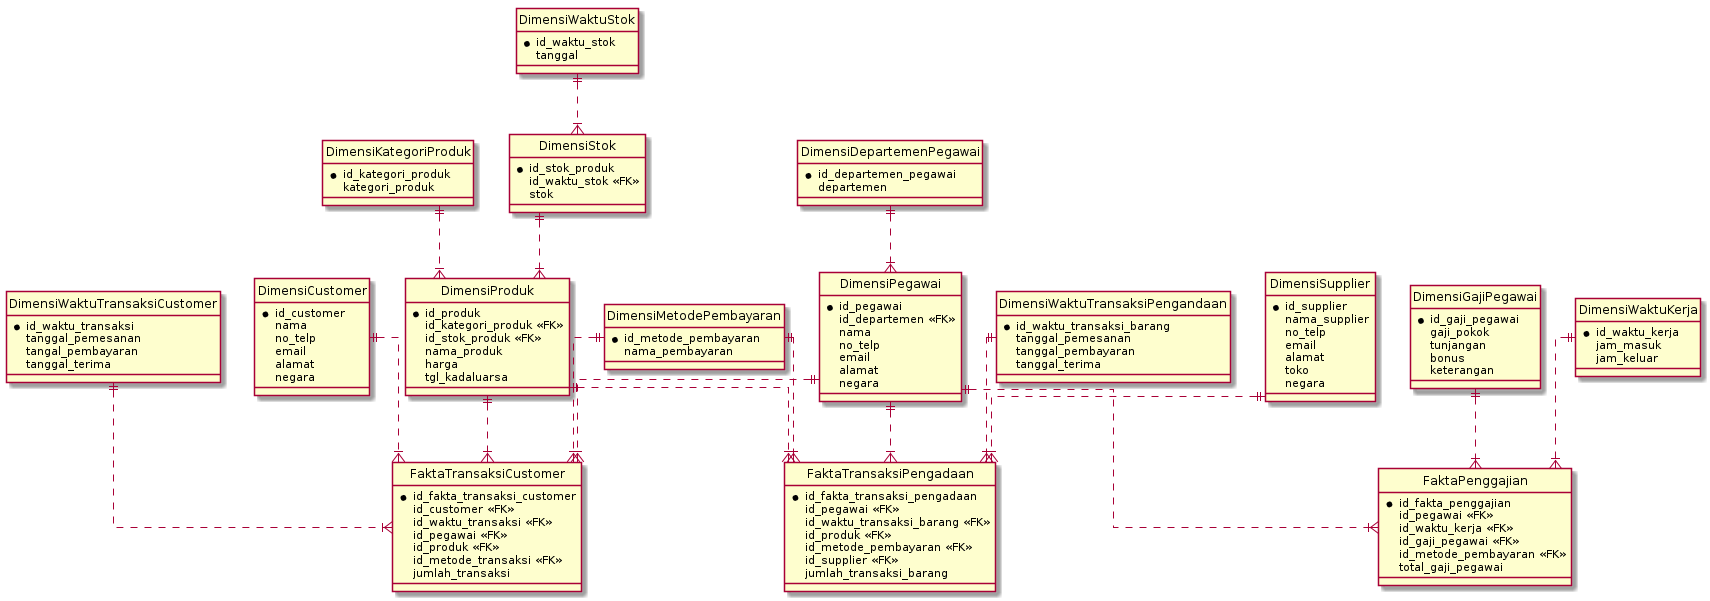 DimensiWaktuStok
id_waktu_stok
tanggal
DimensiKategoriProduk
id_kategori_produk
kategori_produk
DimensiStok
id_stok_produk
id_waktu_stok «FK»
stok
DimensiDepartemenPegawai
id_departemen_pegawai
departemen
DimensiWaktuTransaksiCustomer
id_waktu_transaksi
tanggal_pemesanan
tangal_pembayaran
tanggal_terima
DimensiCustomer
id_customer
nama
no_telp
email
alamat
negara
DimensiProduk
id_produk
id_kategori_produk «FK»
id_stok_produk «FK»
nama_produk
harga
tgl_kadaluarsa
DimensiMetodePembayaran
id_metode_pembayaran
nama_pembayaran
DimensiPegawai
id_pegawai
id_departemen «FK»
nama
no_telp
email
alamat
negara
DimensiWaktuTransaksiPengandaan
id_waktu_transaksi_barang
tanggal_pemesanan
tanggal_pembayaran
tanggal_terima
DimensiSupplier
id_supplier
nama_supplier
no_telp
email
alamat
toko
negara
DimensiGajiPegawai
id_gaji_pegawai
gaji_pokok
tunjangan
bonus
keterangan
DimensiWaktuKerja
id_waktu_kerja
jam_masuk
jam_keluar
FaktaTransaksiCustomer
id_fakta_transaksi_customer
id_customer «FK»
id_waktu_transaksi «FK»
id_pegawai «FK»
id_produk «FK»
id_metode_transaksi «FK»
jumlah_transaksi
FaktaTransaksiPengadaan
id_fakta_transaksi_pengadaan
id_pegawai «FK»
id_waktu_transaksi_barang «FK»
id_produk «FK»
id_metode_pembayaran «FK»
id_supplier «FK»
jumlah_transaksi_barang
FaktaPenggajian
id_fakta_penggajian
id_pegawai «FK»
id_waktu_kerja «FK»
id_gaji_pegawai «FK»
id_metode_pembayaran «FK»
total_gaji_pegawai